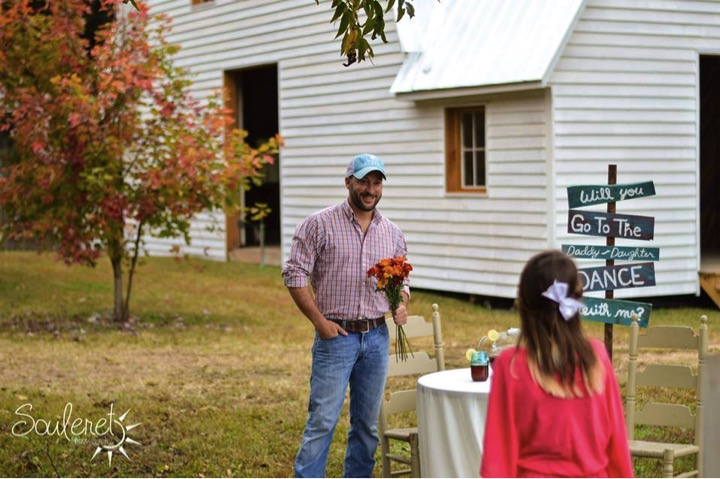 Will you
Go To The
Daddy-Daughter
DANCE
with me?
Souleret